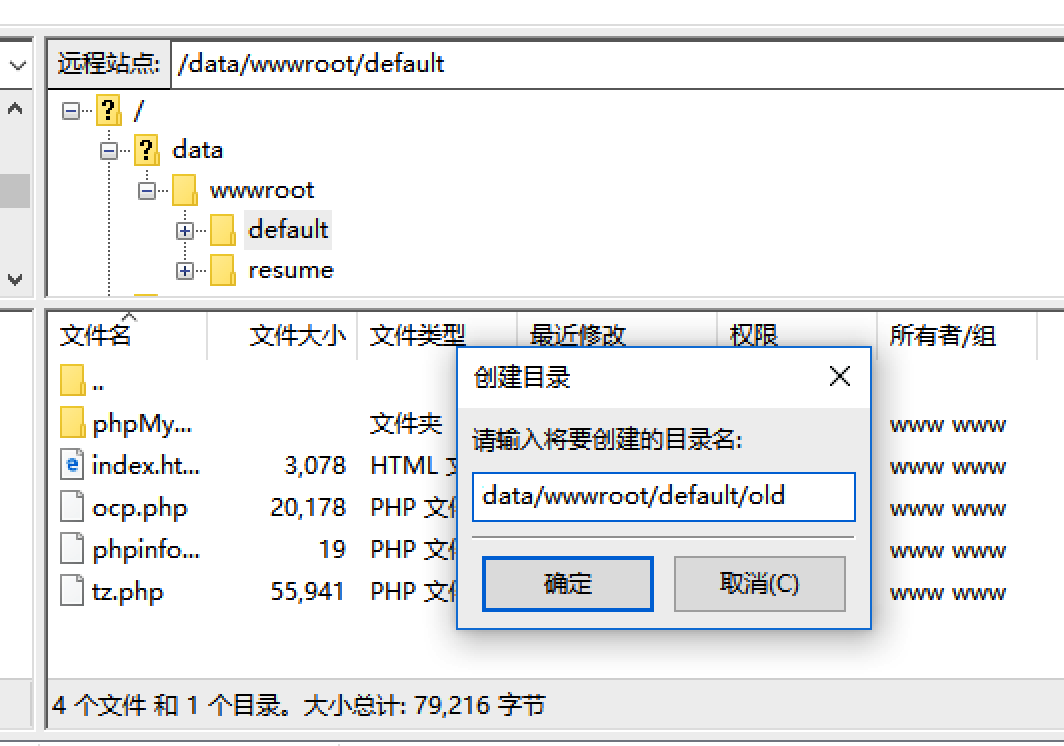 远程站点: /data/wwwroot/default
? /
? data
wwwroot
default
resume
文件名 文件大小 文件类型 最近修改 权限 所有者/组
..
phpMy... 文件夹 www www
index.ht... 3,078 HTML www www
ocp.php 20,178 PHP 文 www www
phpinfo... 19 PHP 文 www www
tz.php 55,941 PHP 文 www www
创建目录
请输入将要创建的目录名:
data/wwwroot/default/old
确定 取消(C)
4 个文件 和 1 个目录。大小总计: 79,216 字节